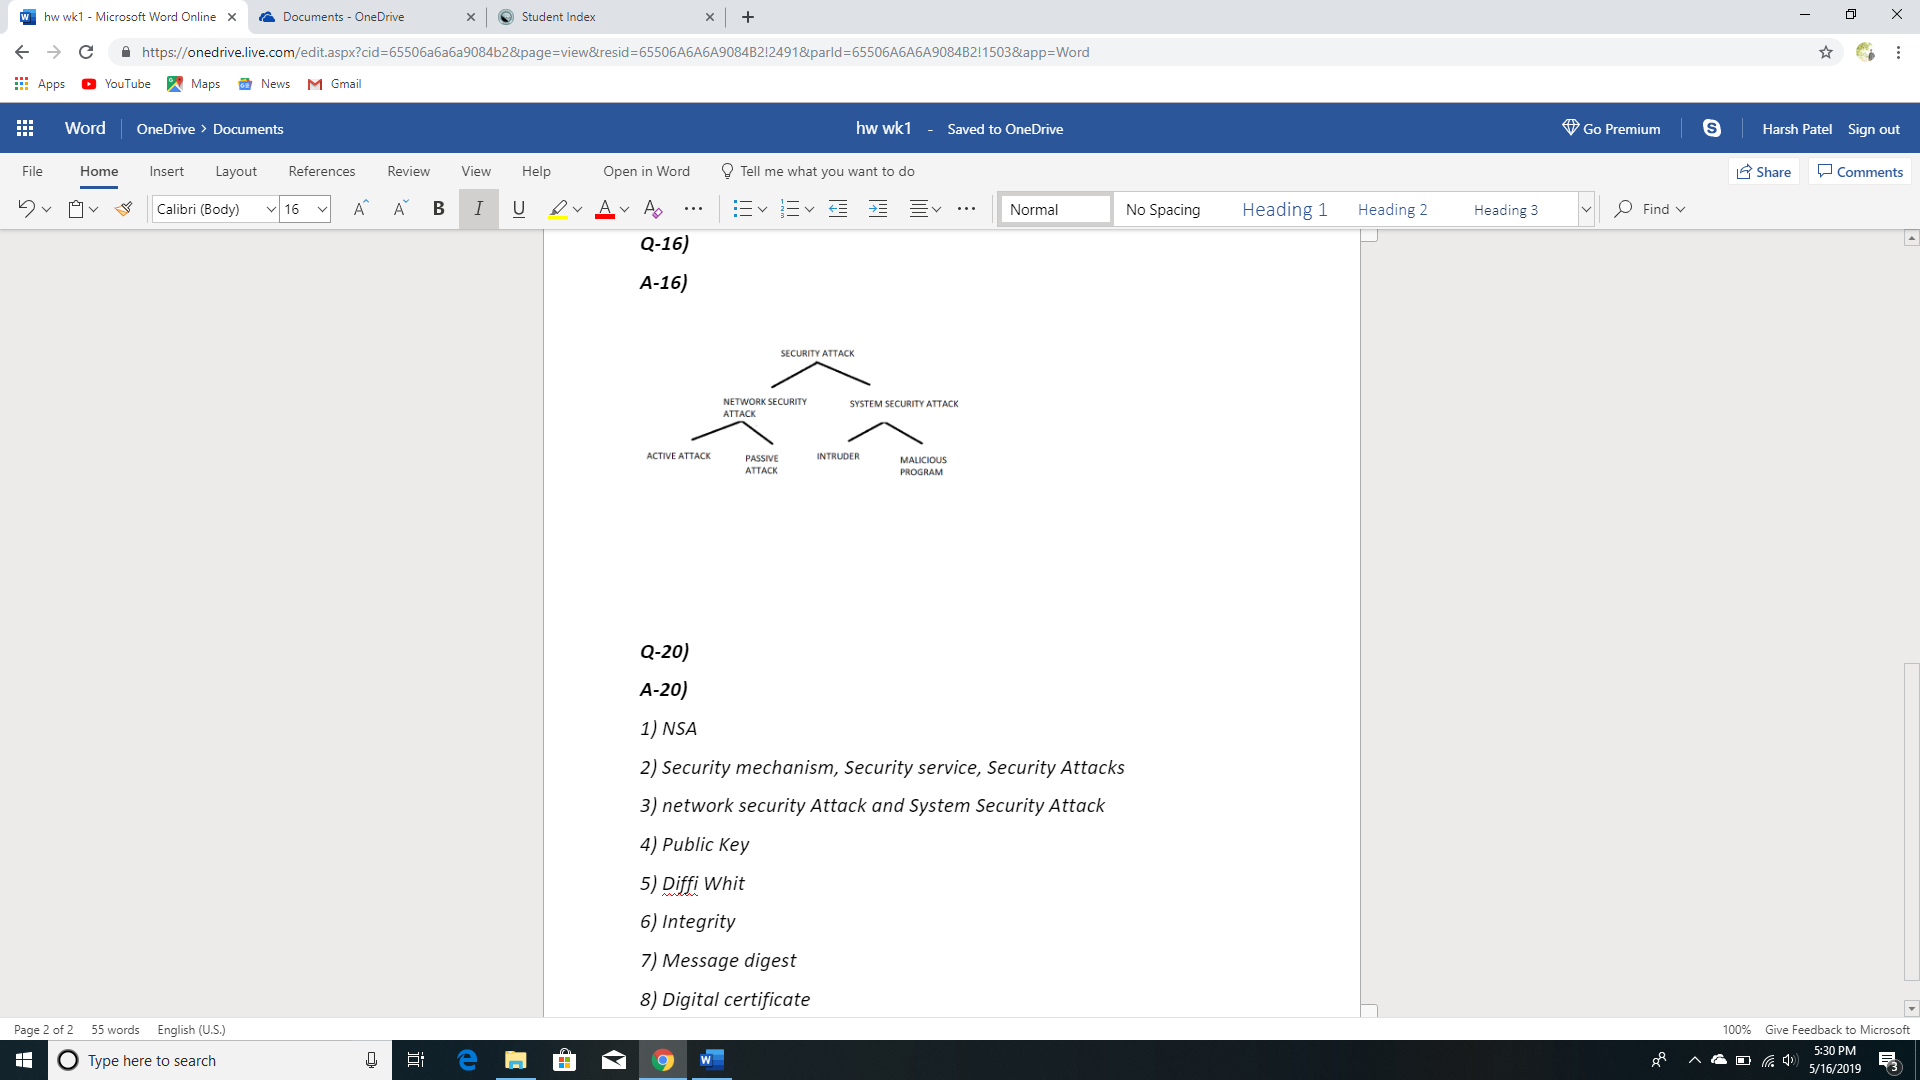 hw wk1 - Microsoft Word Online
Documents - OneDrive
Student Index
https://onedrive.live.com/edit.aspx?cid=65506a6a6a9084b2&page=view&resid=65506A6A6A9084B2!2491&parId=65506A6A6A9084B2!1503&app=Word
Apps YouTube Maps News Gmail
Word OneDrive > Documents hw wk1 - Saved to OneDrive Go Premium Harsh Patel Sign out
File Home Insert Layout References Review View Help Open in Word Tell me what you want to do Share Comments
Calibri (Body) 16 A A B I U A A Normal No Spacing Heading 1 Heading 2 Heading 3 Find
Q-16)
A-16)
SECURITY ATTACK
NETWORK SECURITY
ATTACK
SYSTEM SECURITY ATTACK
ACTIVE ATTACK
PASSIVE
ATTACK
INTRUDER
MALICIOUS
PROGRAM
Q-20)
A-20)
1) NSA
2) Security mechanism, Security service, Security Attacks
3) network security Attack and System Security Attack
4) Public Key
5) Diffi Whit
6) Integrity
7) Message digest
8) Digital certificate
Page 2 of 2 55 words English (U.S.) 100% Give Feedback to Microsoft
Type here to search
5:30 PM
5/16/2019
3